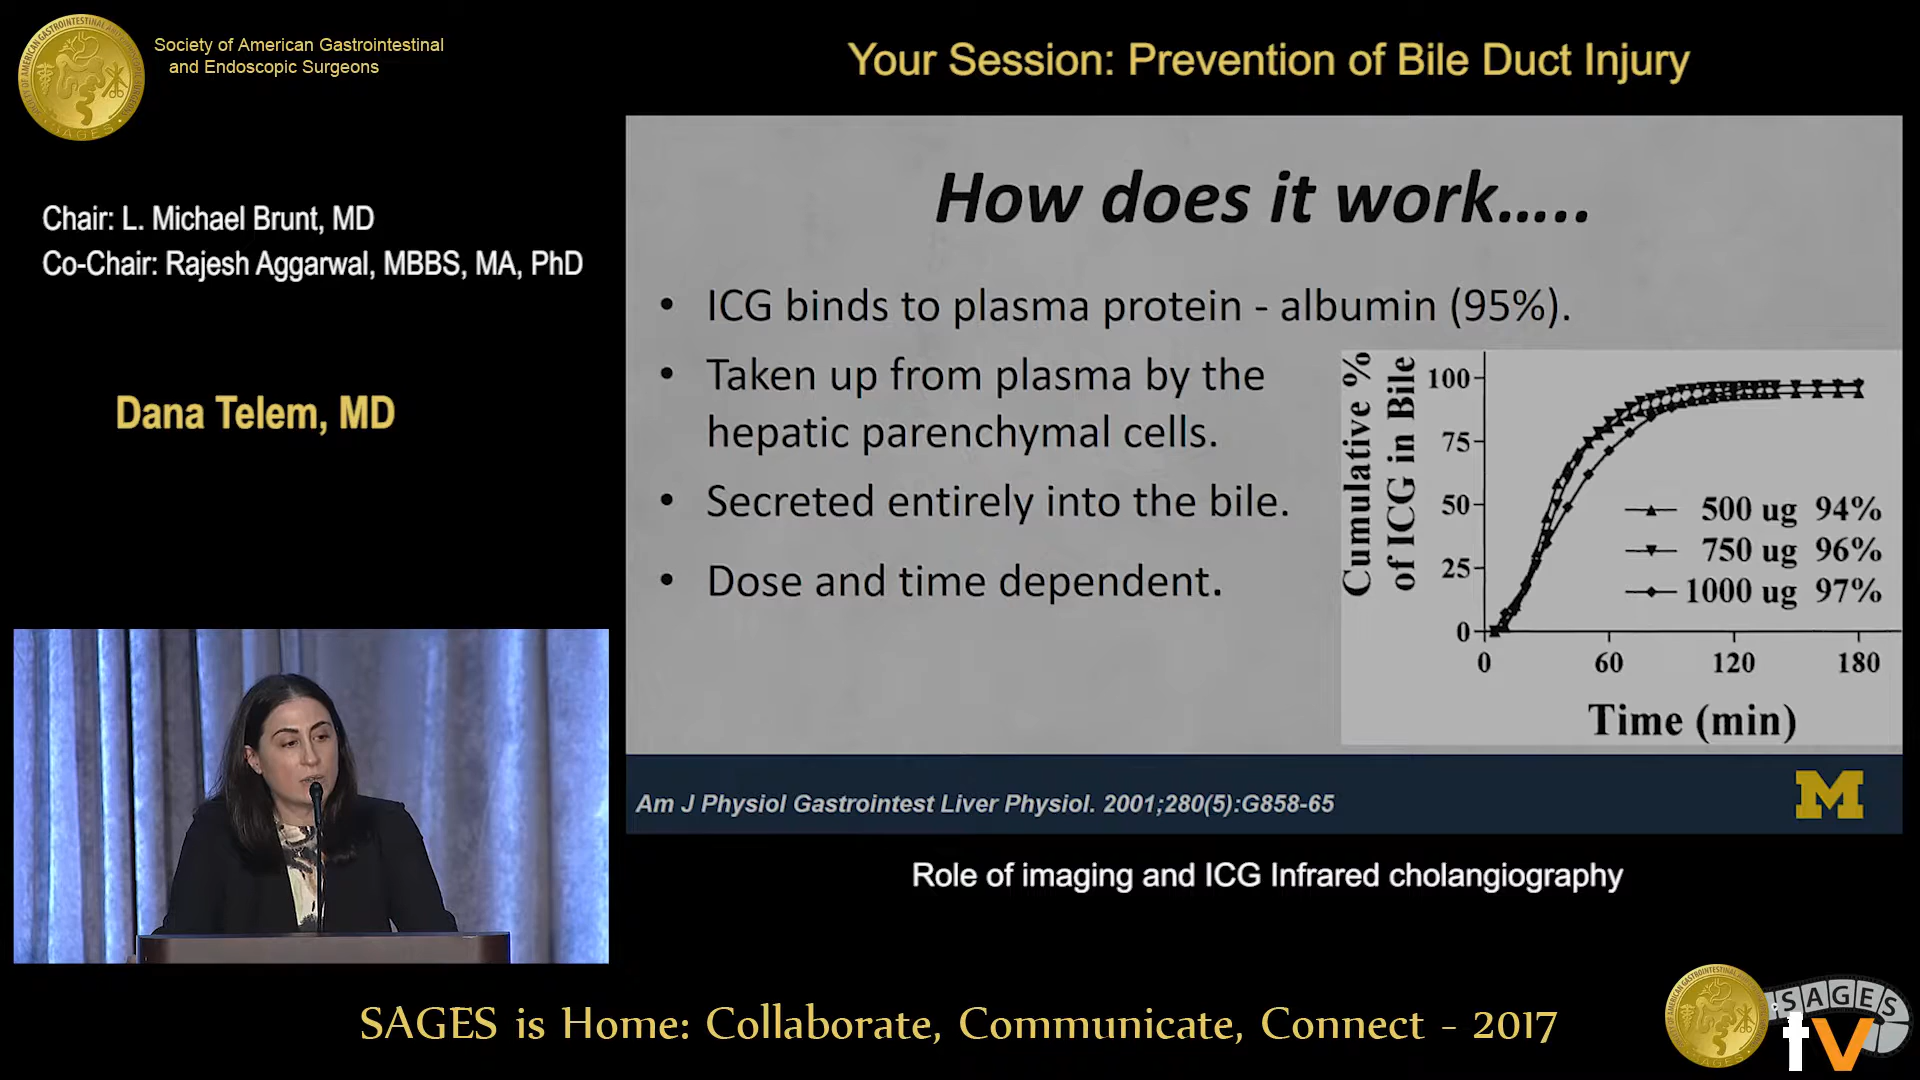 Society of American Gastrointestinal
and Endoscopic Surgeons
Your Session: Prevention of Bile Duct Injury
Chair: L. Michael Brunt, MD
Co-Chair: Rajesh Aggarwal, MBBS, MA, PhD
Dana Telem, MD
How does it work…..
• ICG binds to plasma protein - albumin (95%).
• Taken up from plasma by the
hepatic parenchymal cells.
• Secreted entirely into the bile.
• Dose and time dependent.
Cumulative %
of ICG in Bile
100
75
50
25
0
500 ug 94%
750 ug 96%
1000 ug 97%
0 60 120 180
Time (min)
Am J Physiol Gastrointest Liver Physiol. 2001;280(5):G858-65
M
Role of imaging and ICG Infrared cholangiography
SAGES is Home: Collaborate, Communicate, Connect - 2017
SAGES
tv